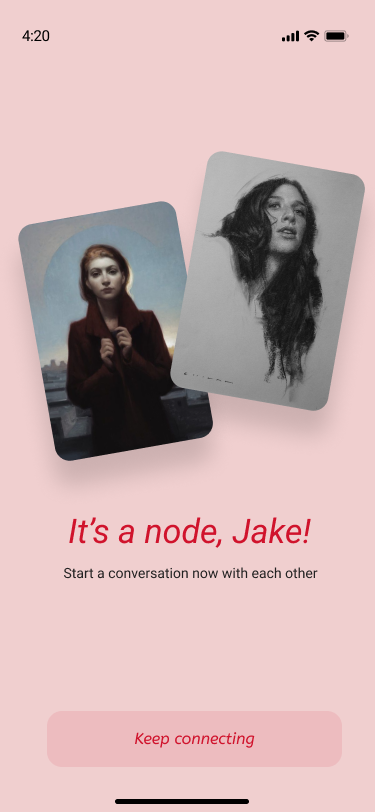 4:20
It's a node, Jake!
Start a conversation now with each other
Keep connecting